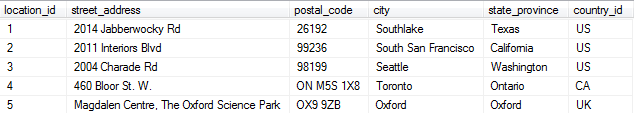 location_id street_address postal_code city state_province country_id
1 2014 Jabberwocky Rd 26192 Southlake Texas US
2 2011 Interiors Blvd 99236 South San Francisco California US
3 2004 Charade Rd 98199 Seattle Washington US
4 460 Bloor St. W. ON M5S 1X8 Toronto Ontario CA
5 Magdalen Centre, The Oxford Science Park OX9 9ZB Oxford Oxford UK